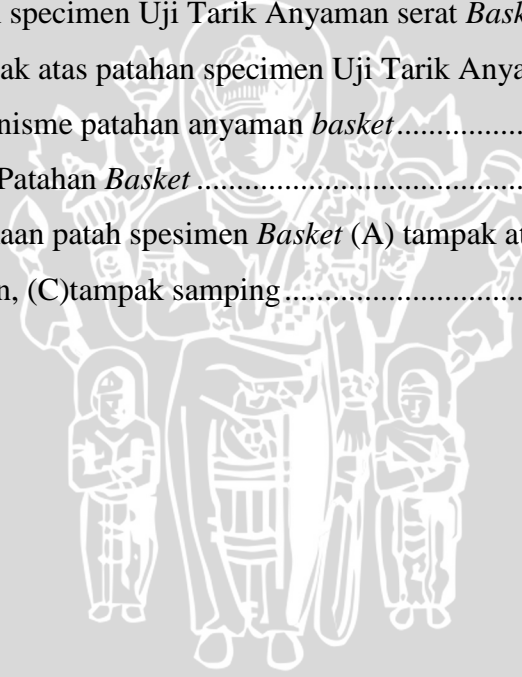 specimen Uji Tarik Anyaman serat Bask
ak atas patahan specimen Uji Tarik Anya
nisme patahan anyaman basket..................
Patahan Basket ......................................
aan patah spesimen Basket (A) tampak at
n, (C)tampak samping............................